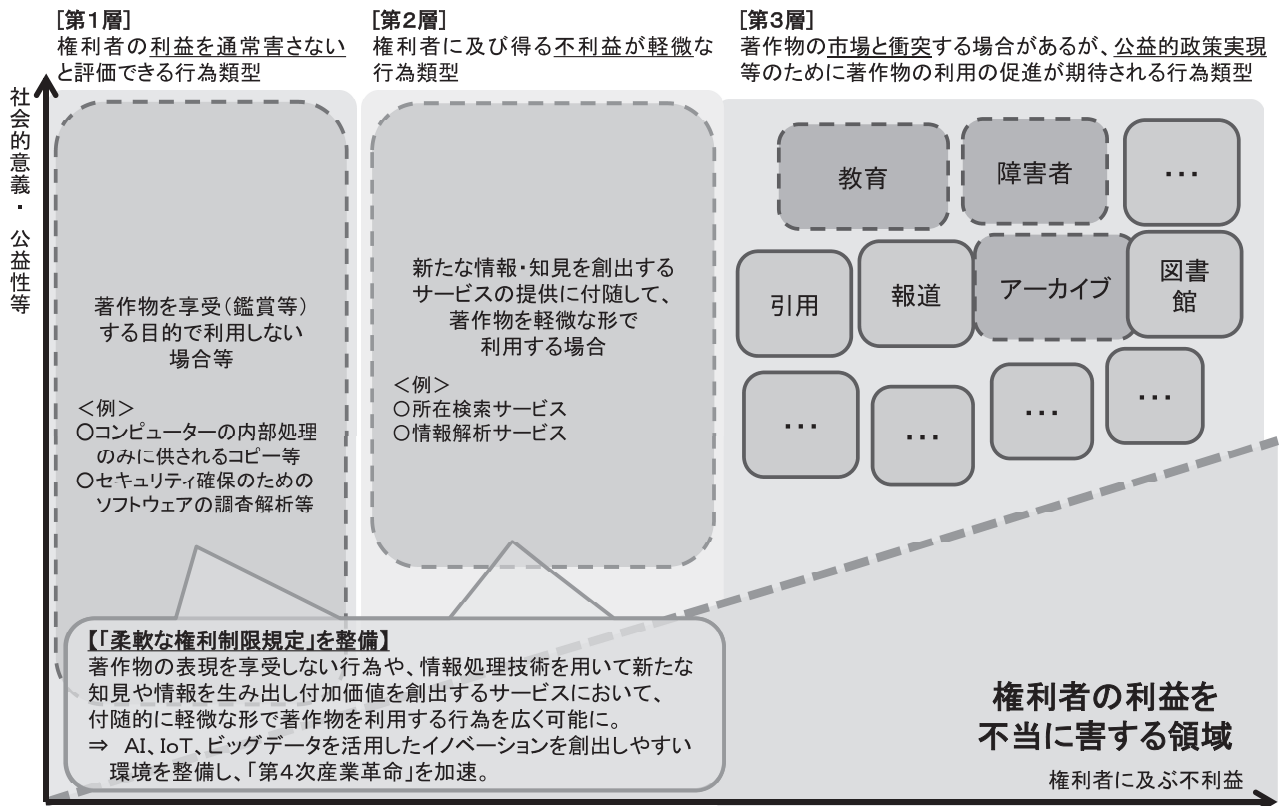 [第1層]
権利者の利益を通常害さない
と評価できる行為類型
[第2層]
権利者に及び得る不利益が軽微な
行為類型
[第3層]
著作物の市場と衝突する場合があるが、公益的政策実現
等のために著作物の利用の促進が期待される行為類型
社会的意義・公益性等
著作物を享受(鑑賞等)
する目的で利用しない
場合等
<例>
○コンピューターの内部処理
のみに供されるコピー等
○セキュリティ確保のための
ソフトウェアの調査解析等
新たな情報・知見を創出する
サービスの提供に付随して、
著作物を軽微な形で
利用する場合
<例>
○所在検索サービス
○情報解析サービス
教育
障害者
…
引用
報道
アーカイブ
図書
館
…
…
…
…
【「柔軟な権利制限規定」を整備】
著作物の表現を享受しない行為や、情報処理技術を用いて新たな
知見や情報を生み出し付加価値を創出するサービスにおいて、
付随的に軽微な形で著作物を利用する行為を広く可能に。
⇒ AI、IoT、ビッグデータを活用したイノベーションを創出しやすい
環境を整備し、「第4次産業革命」を加速。
権利者の利益を
不当に害する領域
権利者に及ぶ不利益